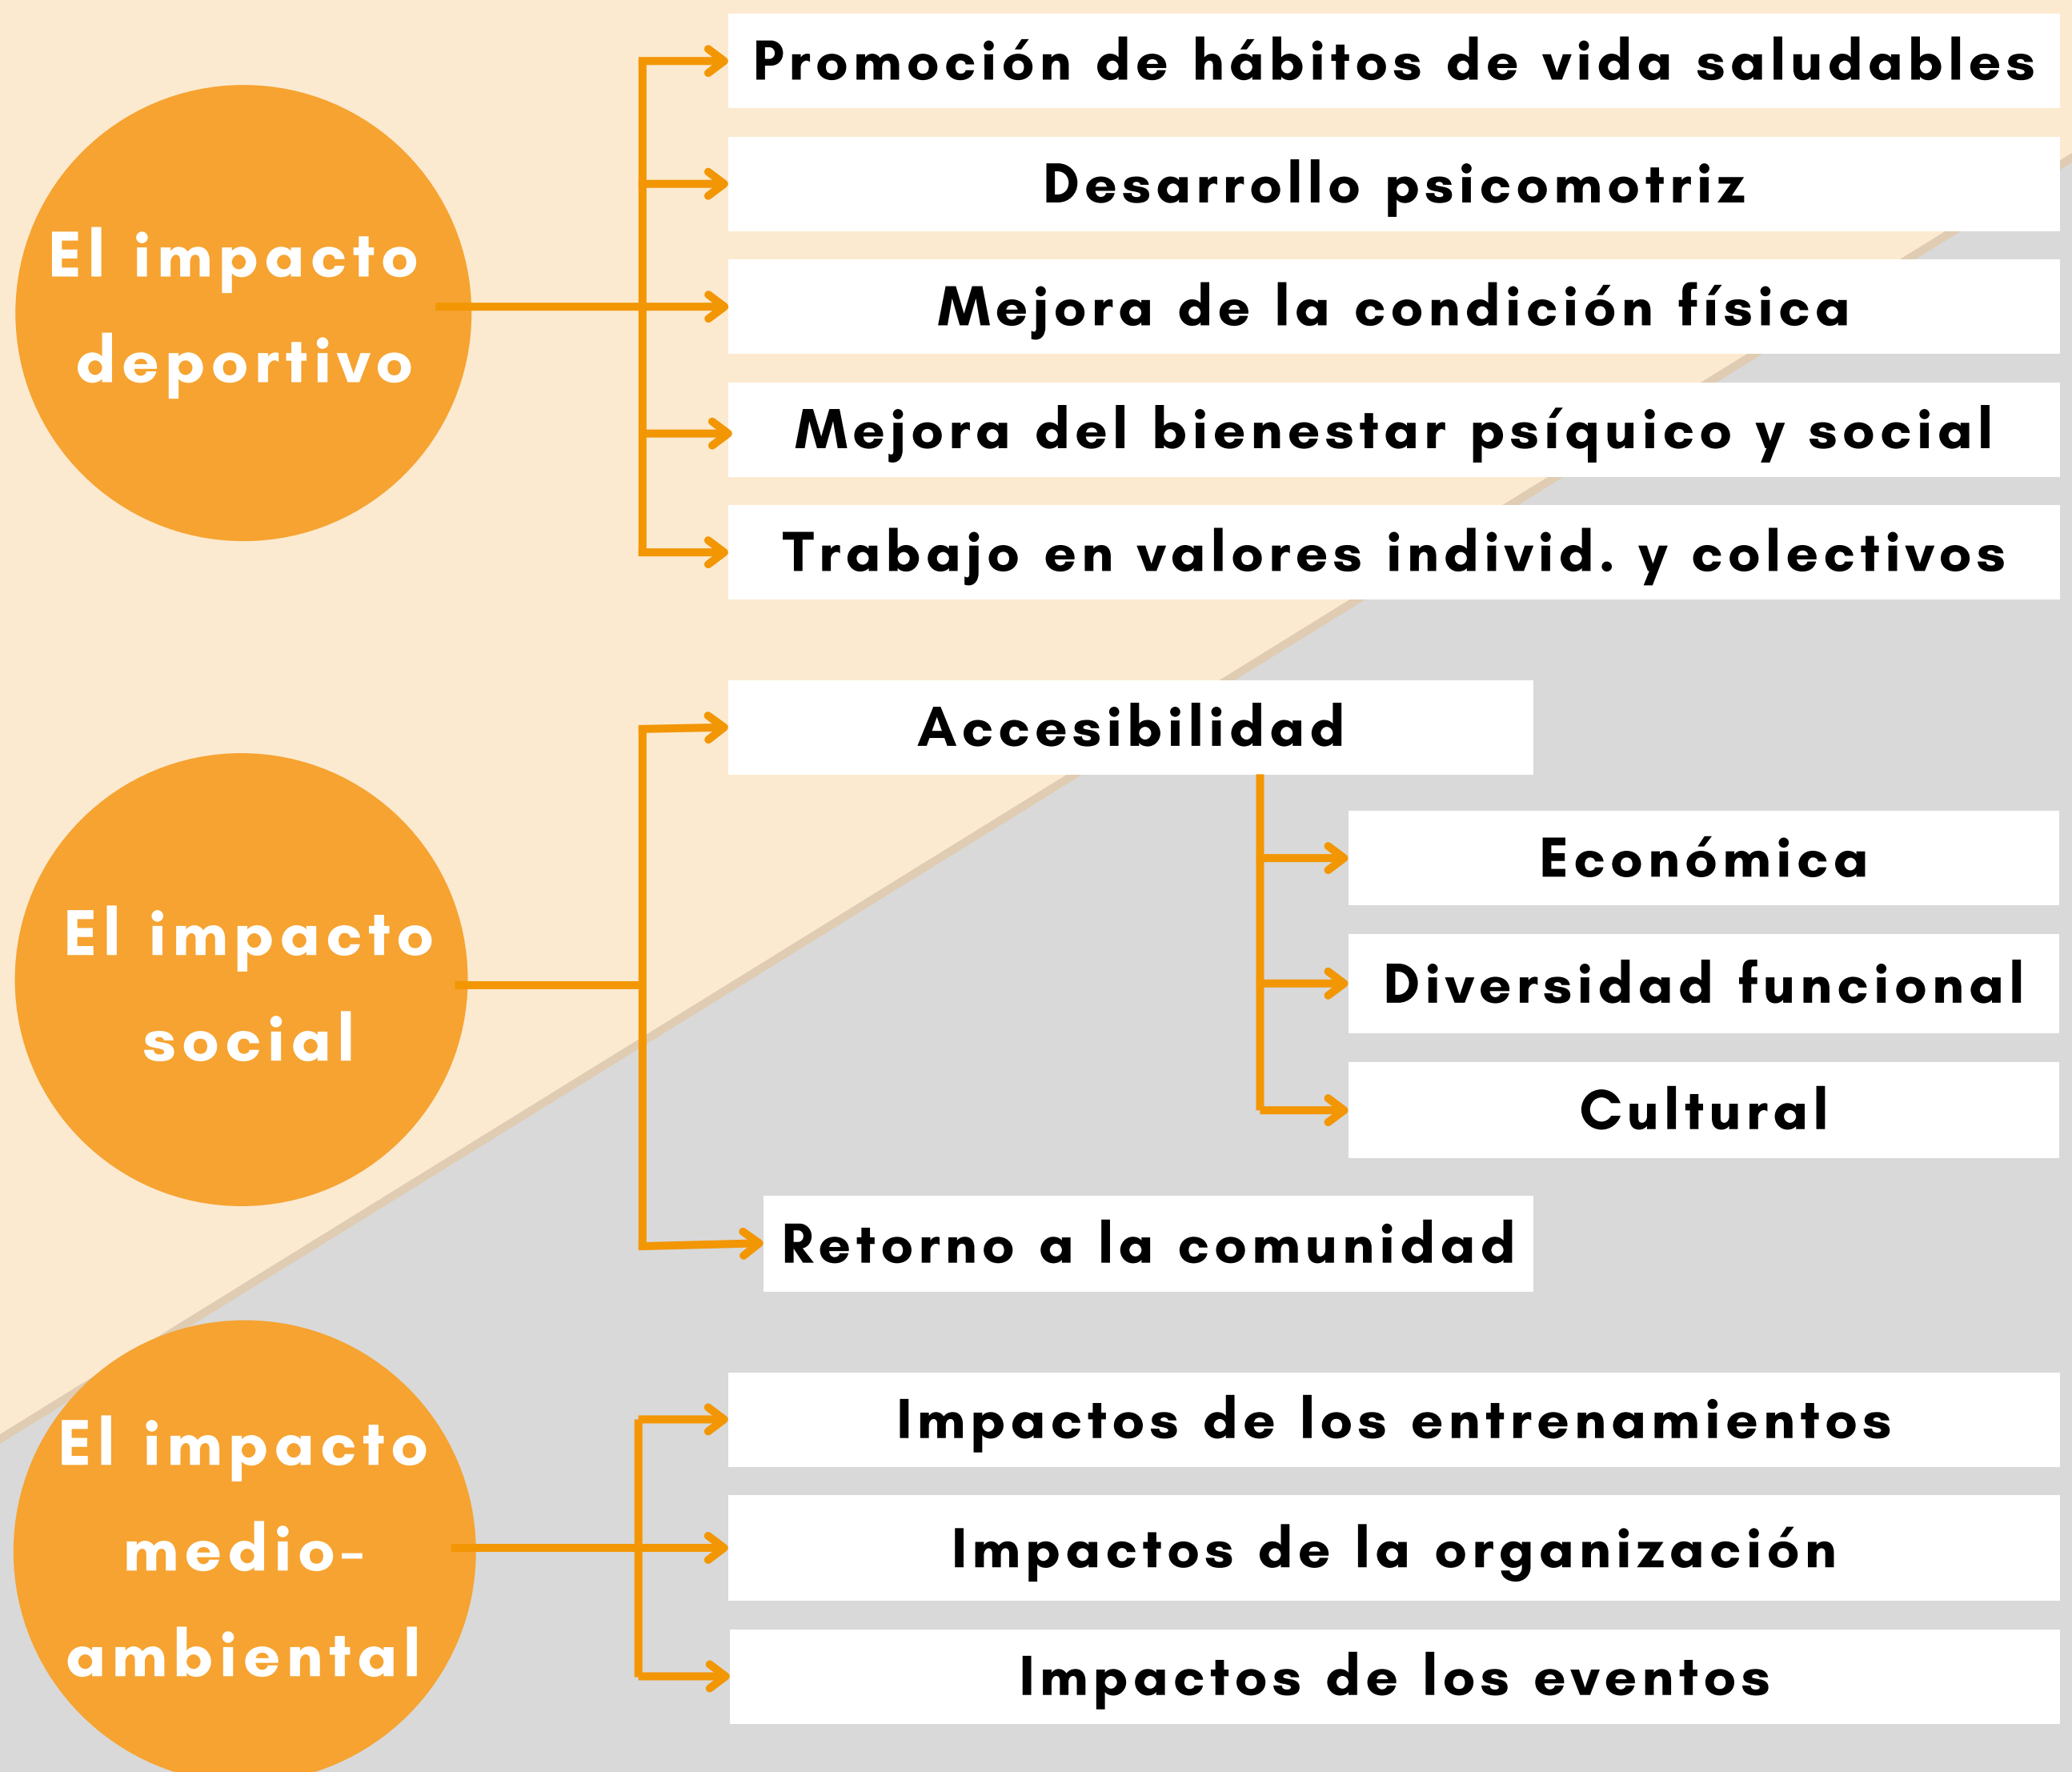 El impacto
deportivo
Promoción de hábitos de vida saludables
Desarrollo psicomotriz
Mejora de la condición física
Mejora del bienestar psíquico y social
Trabajo en valores individ. y colectivos
El impacto
social
Accesibilidad
Económica
Diversidad funcional
Cultural
Retorno a la comunidad
El impacto
medio-
ambiental
Impactos de los entrenamientos
Impactos de la organización
Impactos de los eventos